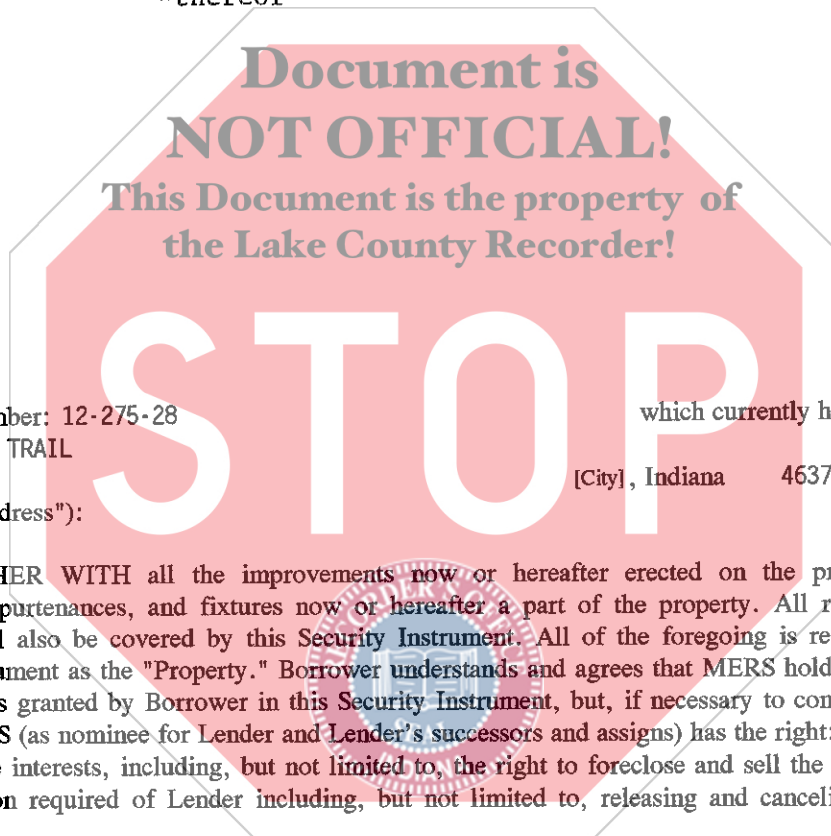 thereof
Document is
NOT OFFICIAL!
This Document is the property of
the Lake County Recorder!
STOP
mber: 12-275-28 which currently h
TRAIL
[City], Indiana 4637
dress"):
HER WITH all the improvements now or hereafter erected on the pr
purtenances, and fixtures now or hereafter a part of the property. All r
l also be covered by this Security Instrument. All of the foregoing is re
ument as the "Property." Borrower understands and agrees that MERS hold
s granted by Borrower in this Security Instrument, but, if necessary to com
S (as nominee for Lender and Lender's successors and assigns) has the right:
e interests, including, but not limited to, the right to foreclose and sell the
on required of Lender including, but not limited to, releasing and canceli
SEAL